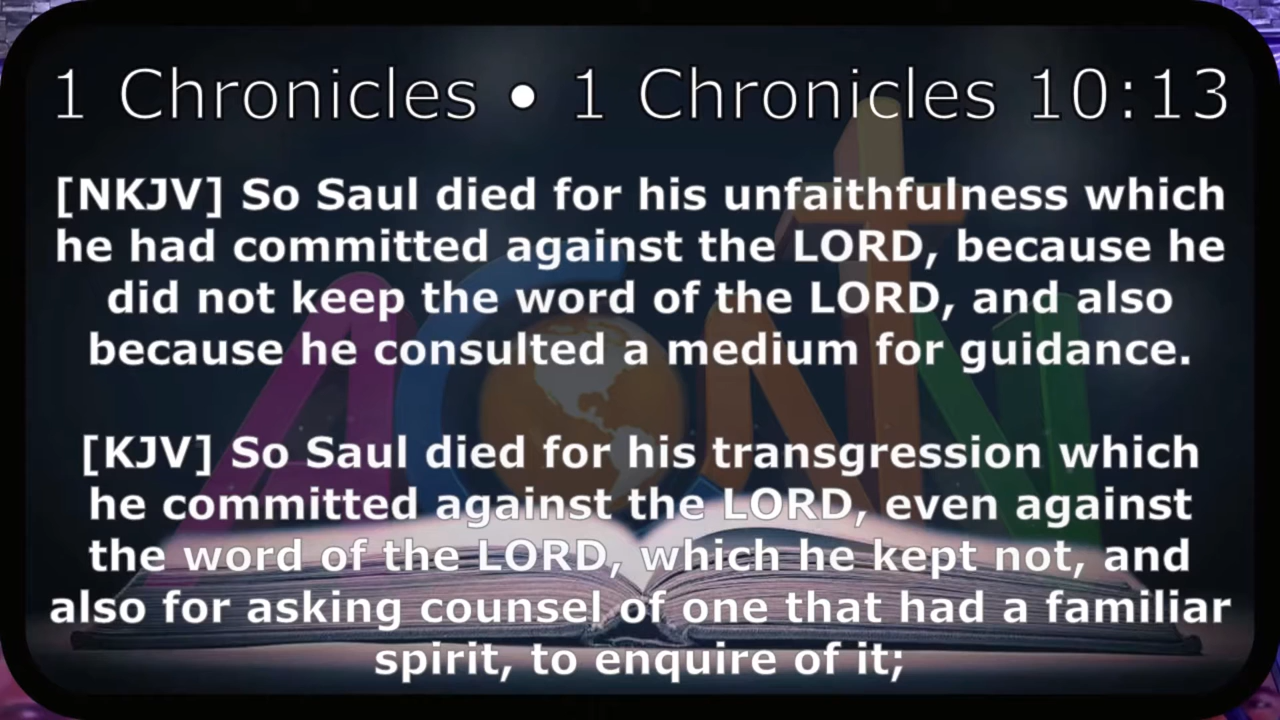 1 Chronicles • 1 Chronicles 10:13
[NKJV] So Saul died for his unfaithfulness which
he had committed against the LORD, because he
did not keep the word of the LORD, and also
because he consulted a medium for guidance.
[KJV] So Saul died for his transgression which
he committed against the LORD, even against
the word of the LORD, which he kept not, and
also for asking counsel of one that had a familiar
spirit, to enquire of it;